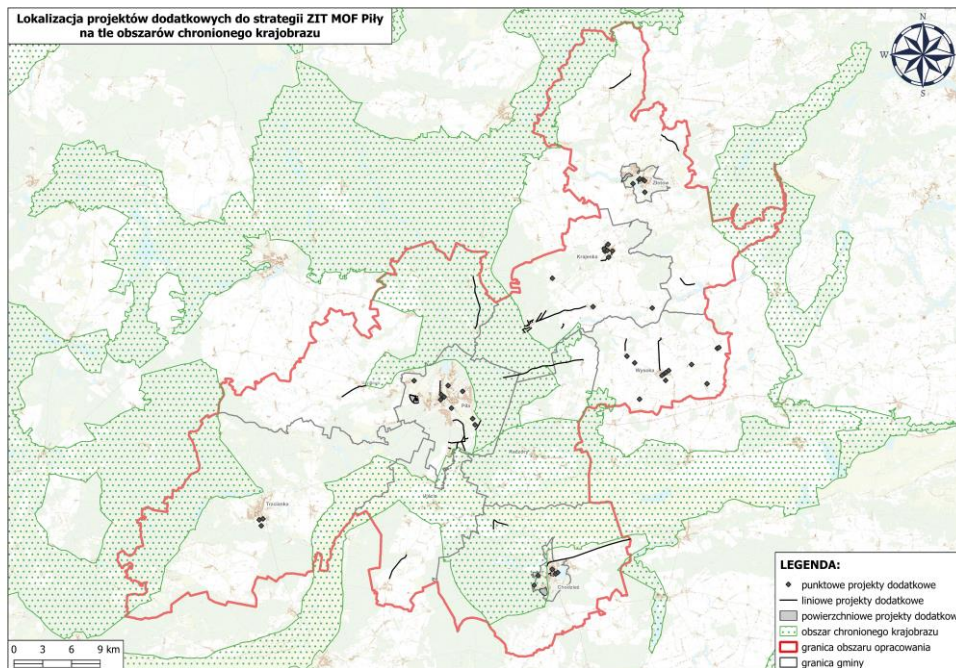 Lokalizacja projektów dodatkowych do strategii ZIT MOF Piły
na tle obszarów chronionego krajobrazu
N
W
E
S
Złotów
Krajenka
Wysoka
Piła
Kaczory
Trzcianka
Ujście
Chodzież
LEGENDA:
punktowe projekty dodatkowe
liniowe projekty dodatkowe
powierzchniowe projekty dodatkow
obszar chronionego krajobrazu
granica obszaru opracowania
granica gminy
0 3 6 9 km